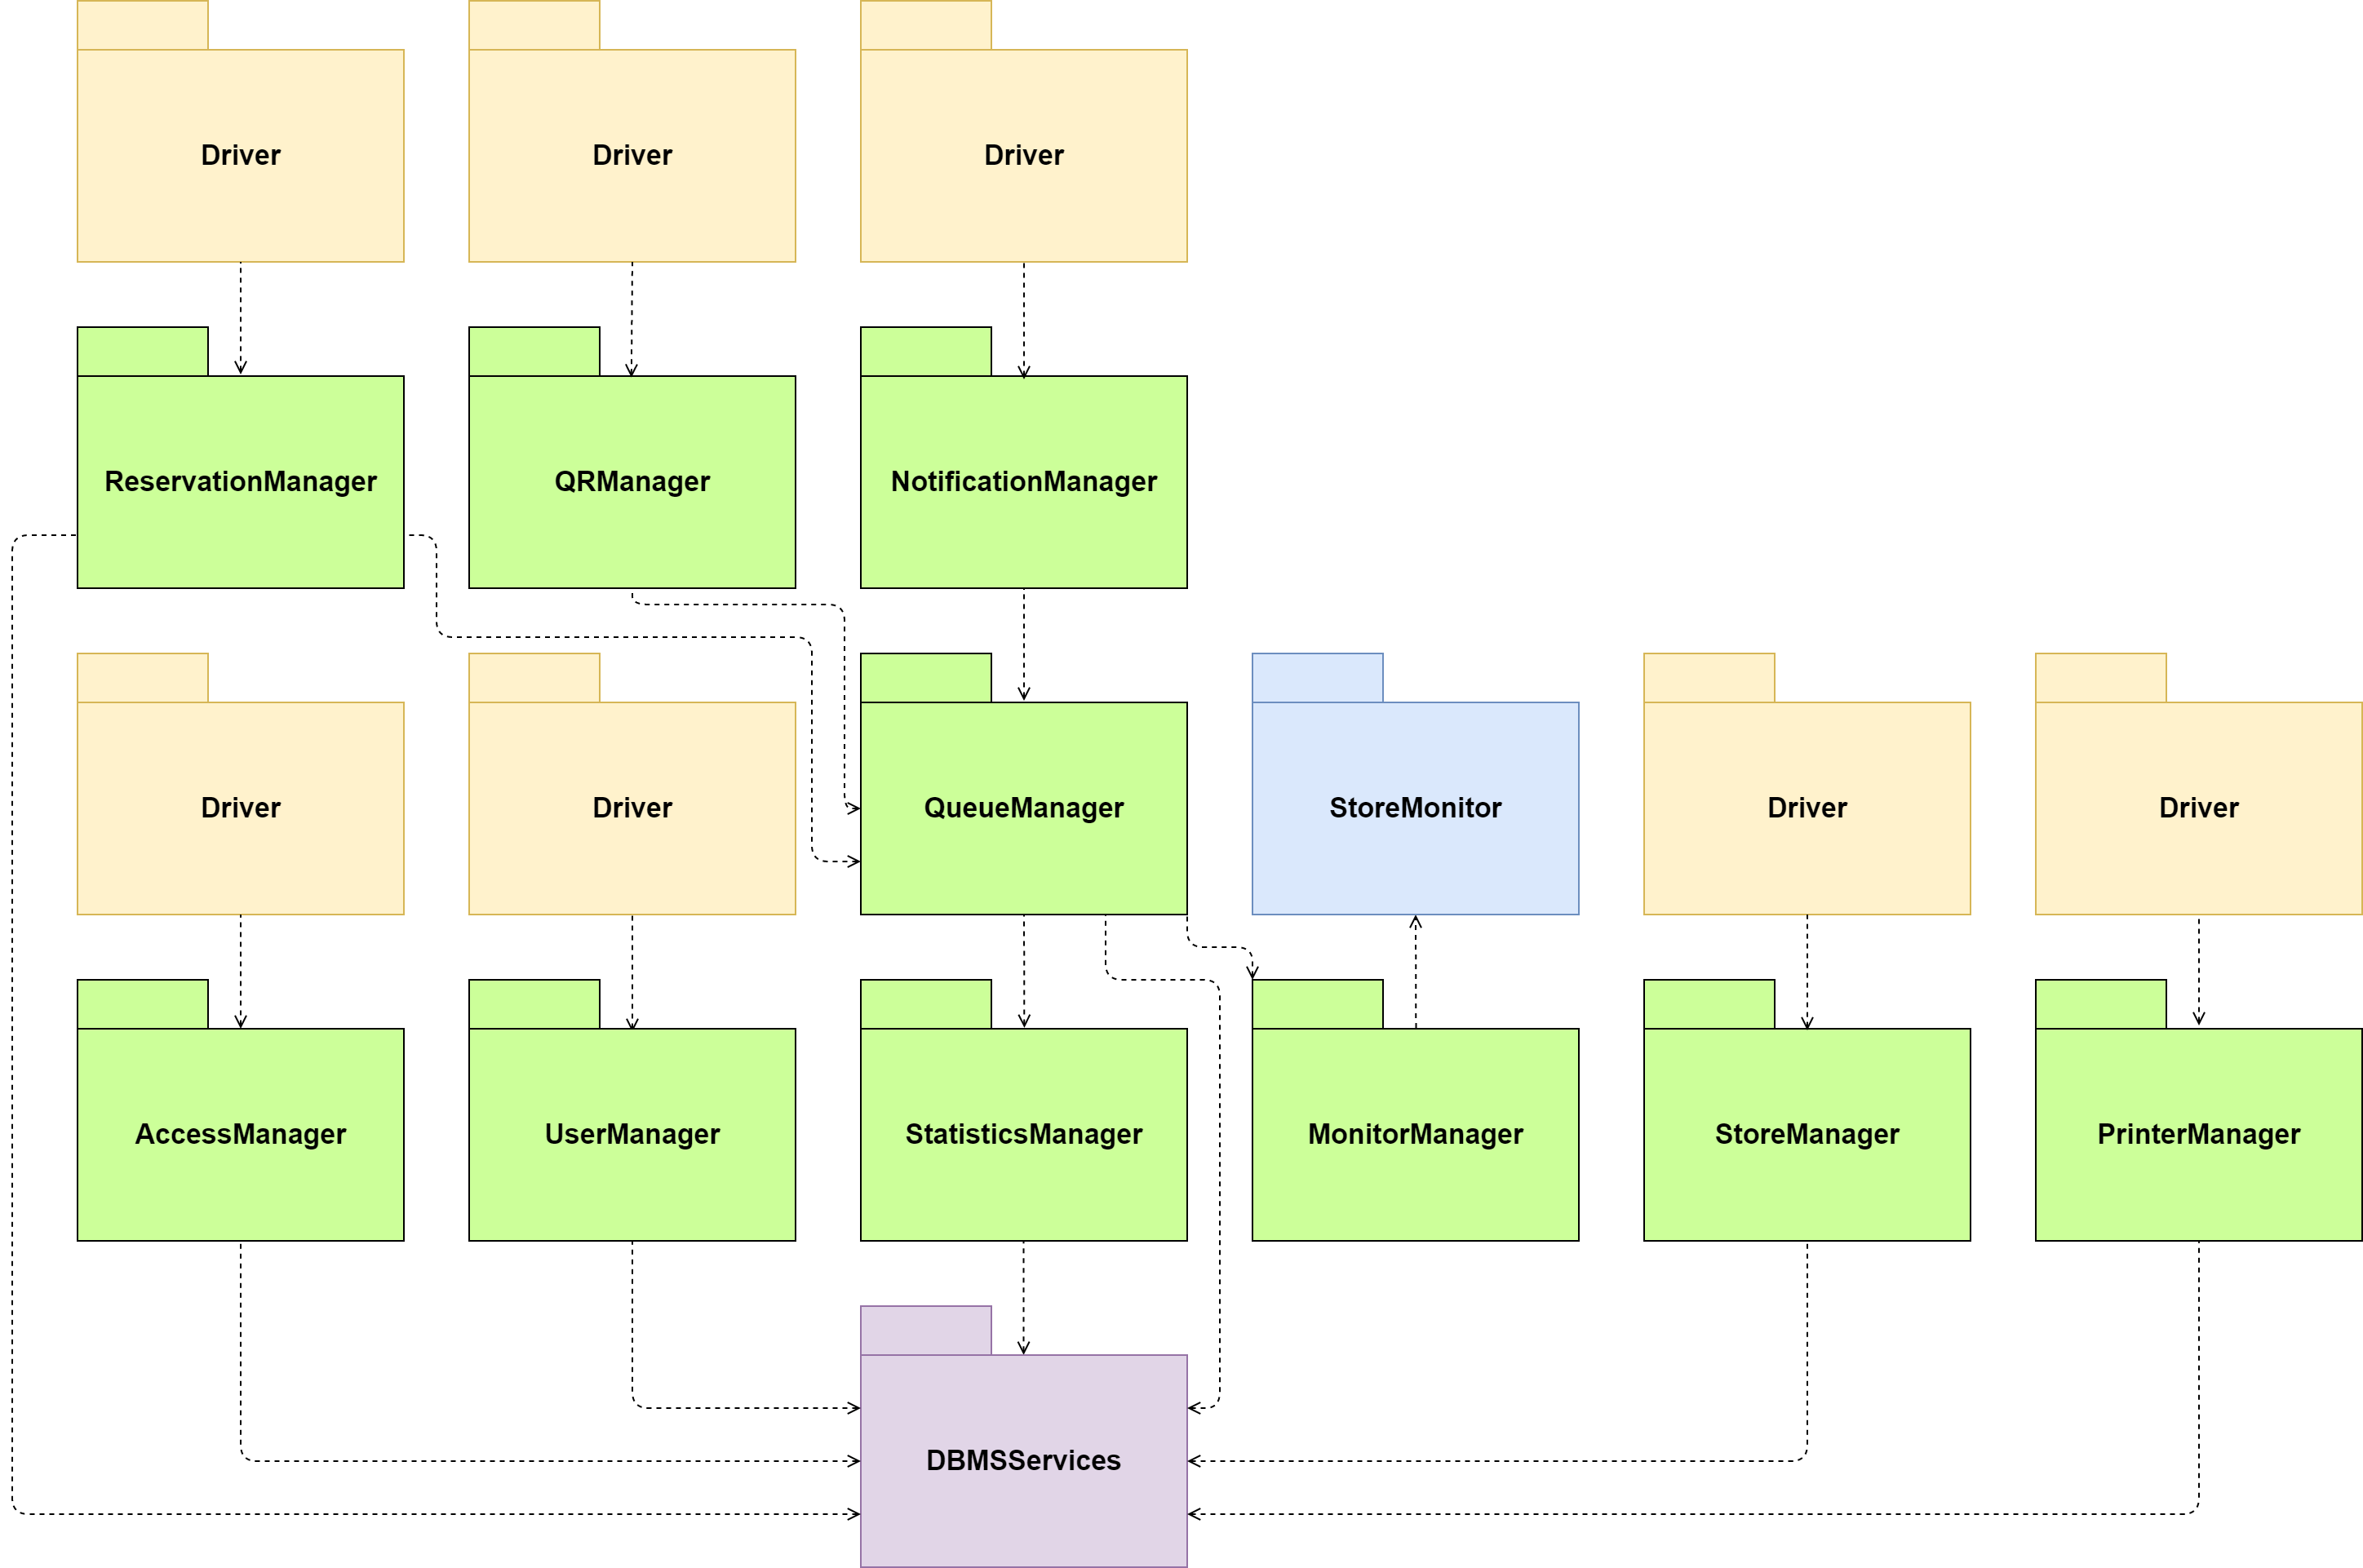 Driver
Driver
Driver
ReservationManager
QRManager
NotificationManager
Driver
Driver
QueueManager
StoreMonitor
Driver
Driver
AccessManager
UserManager
StatisticsManager
MonitorManager
StoreManager
PrinterManager
DBMSServices